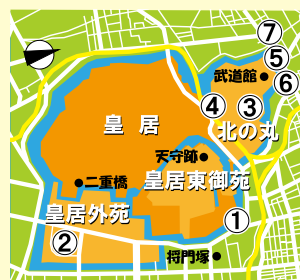 ⑦
⑤
武道館
⑥
④
③
北の丸
皇 居
天守跡
皇居東御苑
二重橋
皇居外苑
①
②
将門塚